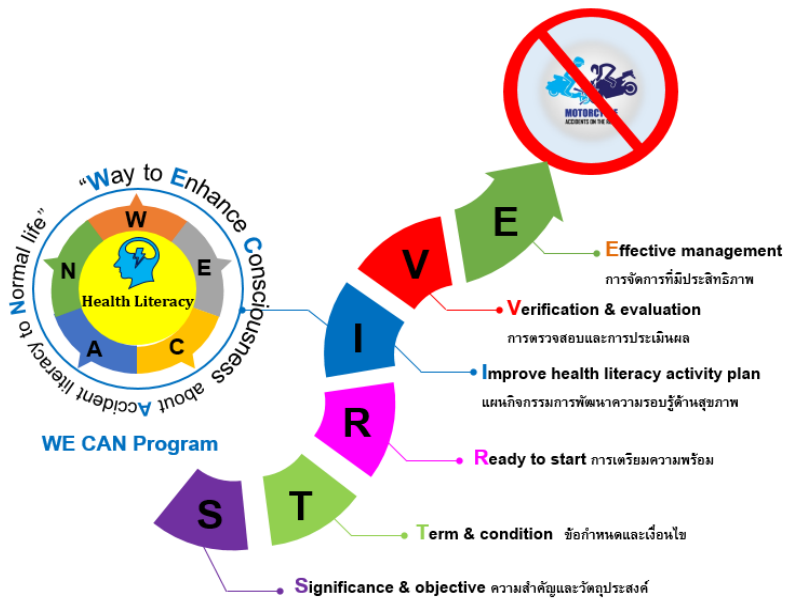 MOTORCYCLE
ACCIDENTS ON THE
"Way to Enhance Consciousness about Accident literacy to Normal life"
W
E
C
A
N
Health Literacy
WE CAN Program
E
V
I
R
T
S
Effective management
การจัดการที่มีประสิทธิภาพ
Verification & evaluation
การตรวจสอบและการประเมินผล
Improve health literacy activity plan
แผนกิจกรรมการพัฒนาความรอบรู้ด้านสุขภาพ
Ready to start การเตรียมความพร้อม
Term & condition ข้อกำหนดและเงื่อนไข
Significance & objective ความสำคัญและวัตถุประสงค์